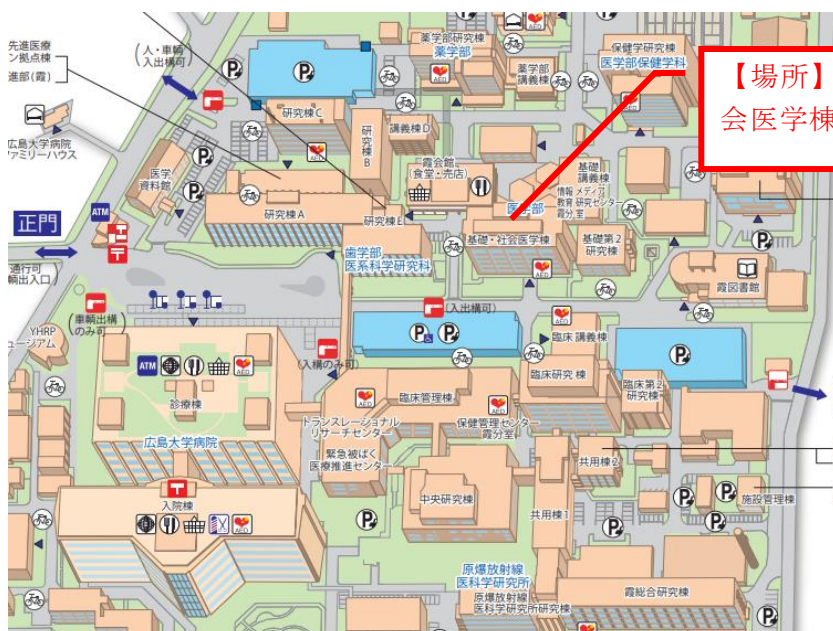 先進医療
ン拠点棟
進部(霞)
(人・車輌
入出構可)
薬学部研究棟
薬学部
薬学部
講義棟
保健学研究棟
医学部保健学科
【場所】
会医学棟
広島大学病院
ファミリーハウス
医学
資料館
研究棟C
研究棟B
講義棟D
霞会館
(食堂・売店)
基礎
講義棟
情報メディア
教育研究センター
霞分室
医学部
研究棟A
研究棟E
基礎・社会医学棟
基礎第2
研究棟
霞図書館
正門
ATM
通行可
輌出入口
歯学部
医系科学研究科
(車輌出構
のみ可)
YHRP
ュージアム
(入出構可)
(入構のみ可)
臨床講義棟
臨床研究棟
臨床第2
研究棟
ATM
診療棟
広島大学病院
臨床管理棟
トランスレーショナル
リサーチセンター
保健管理センター
霞分室
緊急被ばく
医療推進センター
中央研究棟
共用棟2
共用棟1
施設管理棟
入院棟
原爆放射線
医科学研究所
原爆放射線
医科学研究所研究棟
霞総合研究棟